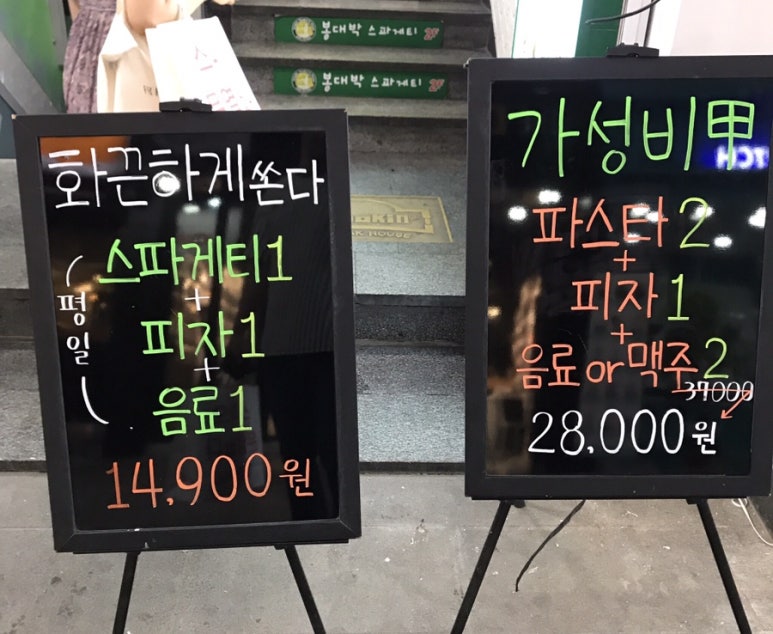 봉대박 스파게티 2F
봉대박 스파게티 2F
화끈하게쏜다
(평일)
스파게티1
+
피자1
+
음료1
14,900원
가성비甲
HOT
파스타2
+
피자1
+
음료or맥주2
37000
28,000원